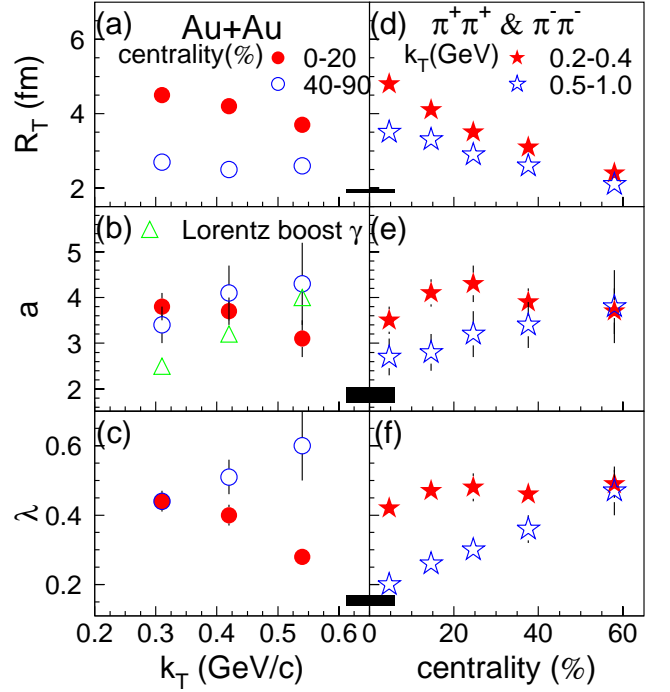 (a) Au+Au
centrality(%) 0-20
40-90
(d) π⁺π⁺ & π⁻π⁻
k_T(GeV) 0.2-0.4
0.5-1.0
R_T (fm)
6
4
2
(b) Lorentz boost γ
(e)
a
5
4
3
2
(c)
(f)
λ
0.6
0.4
0.2
0.2 0.3 0.4 0.5 0.6 0 20 40 60
k_T (GeV/c)
centrality (%)